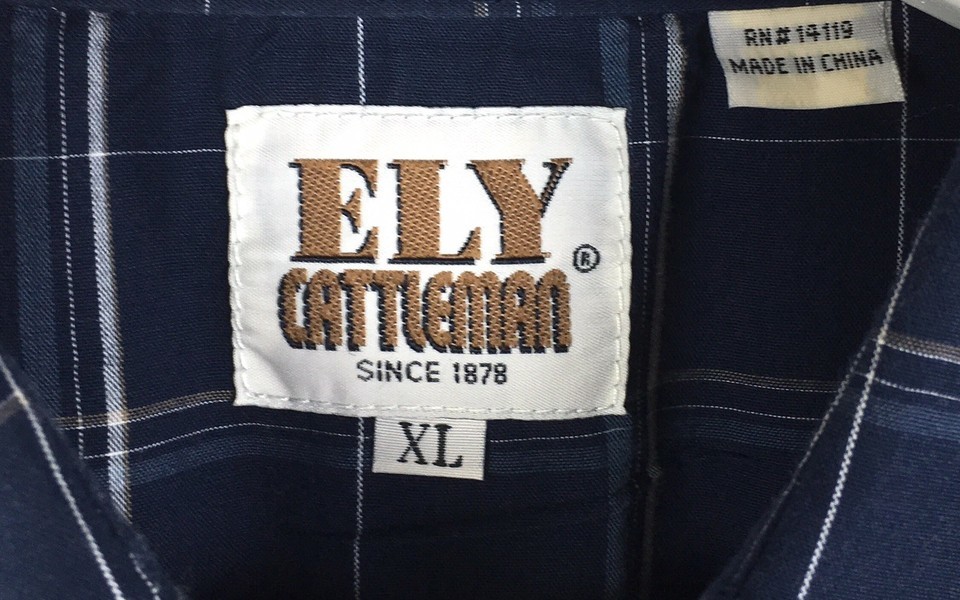 RN# 14119
MADE IN CHINA
ELY
CATTLEMAN®
SINCE 1878
XL